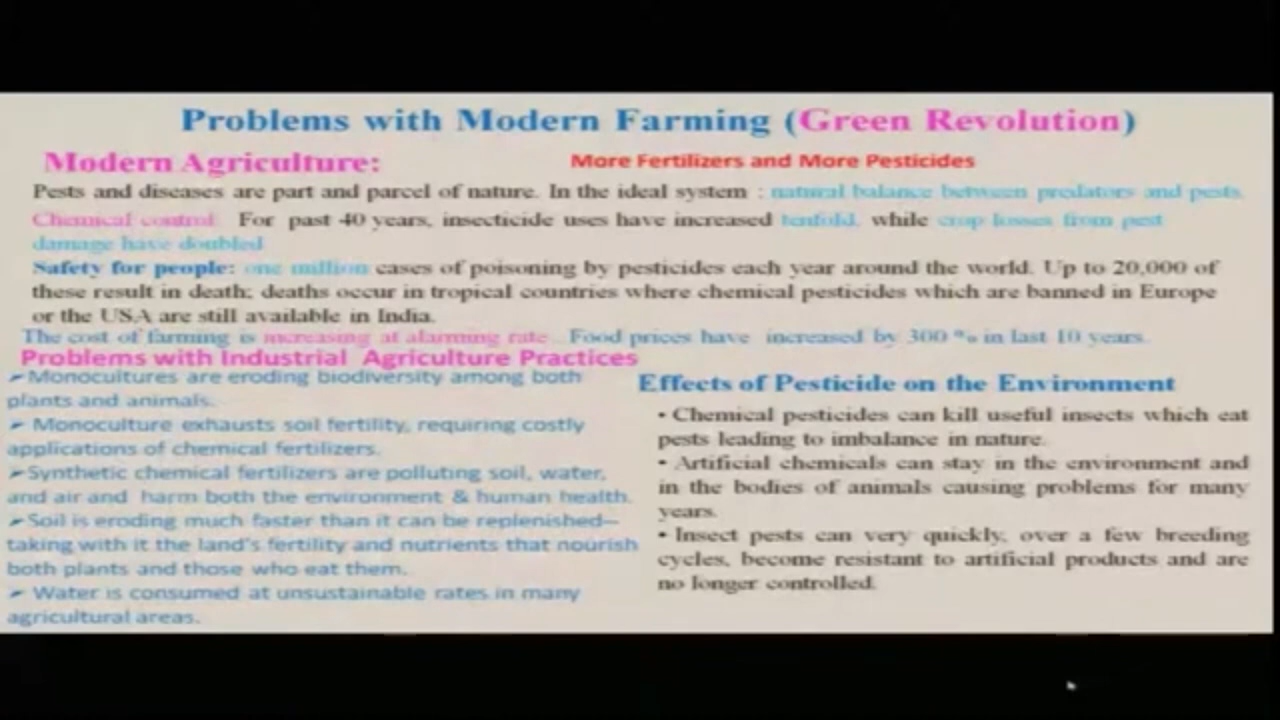 Problems with Modern Farming (Green Revolution)
Modern Agriculture:
More Fertilizers and More Pesticides
Pests and diseases are part and parcel of nature. In the ideal system : natural balance between predators and pests.
Chemical control: For past 40 years, insecticide uses have increased tenfold, while crop losses from pest
damage have doubled
Safety for people: one million cases of poisoning by pesticides each year around the world. Up to 20,000 of
these result in death; deaths occur in tropical countries where chemical pesticides which are banned in Europe
or the USA are still available in India.
The cost of farming is increasing at alarming rate. Food prices have increased by 300 % in last 10 years.
Problems with Industrial Agriculture Practices
➢Monocultures are eroding biodiversity among both
plants and animals.
➢ Monoculture exhausts soil fertility, requiring costly
applications of chemical fertilizers.
➢Synthetic chemical fertilizers are polluting soil, water,
and air and harm both the environment & human health.
➢Soil is eroding much faster than it can be replenished–
taking with it the land's fertility and nutrients that nourish
both plants and those who eat them.
➢ Water is consumed at unsustainable rates in many
agricultural areas.
Effects of Pesticide on the Environment
• Chemical pesticides can kill useful insects which eat
pests leading to imbalance in nature.
• Artificial chemicals can stay in the environment and
in the bodies of animals causing problems for many
years.
• Insect pests can very quickly, over a few breeding
cycles, become resistant to artificial products and are
no longer controlled.